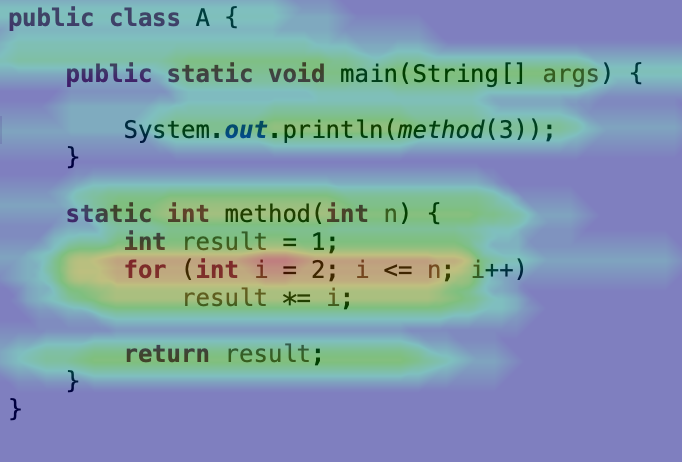 public class A {
public static void main(String[] args) {
System.out.println(method(3));
}
static int method(int n) {
int result = 1;
for (int i = 2; i <= n; i++)
result *= i;
return result;
}
}